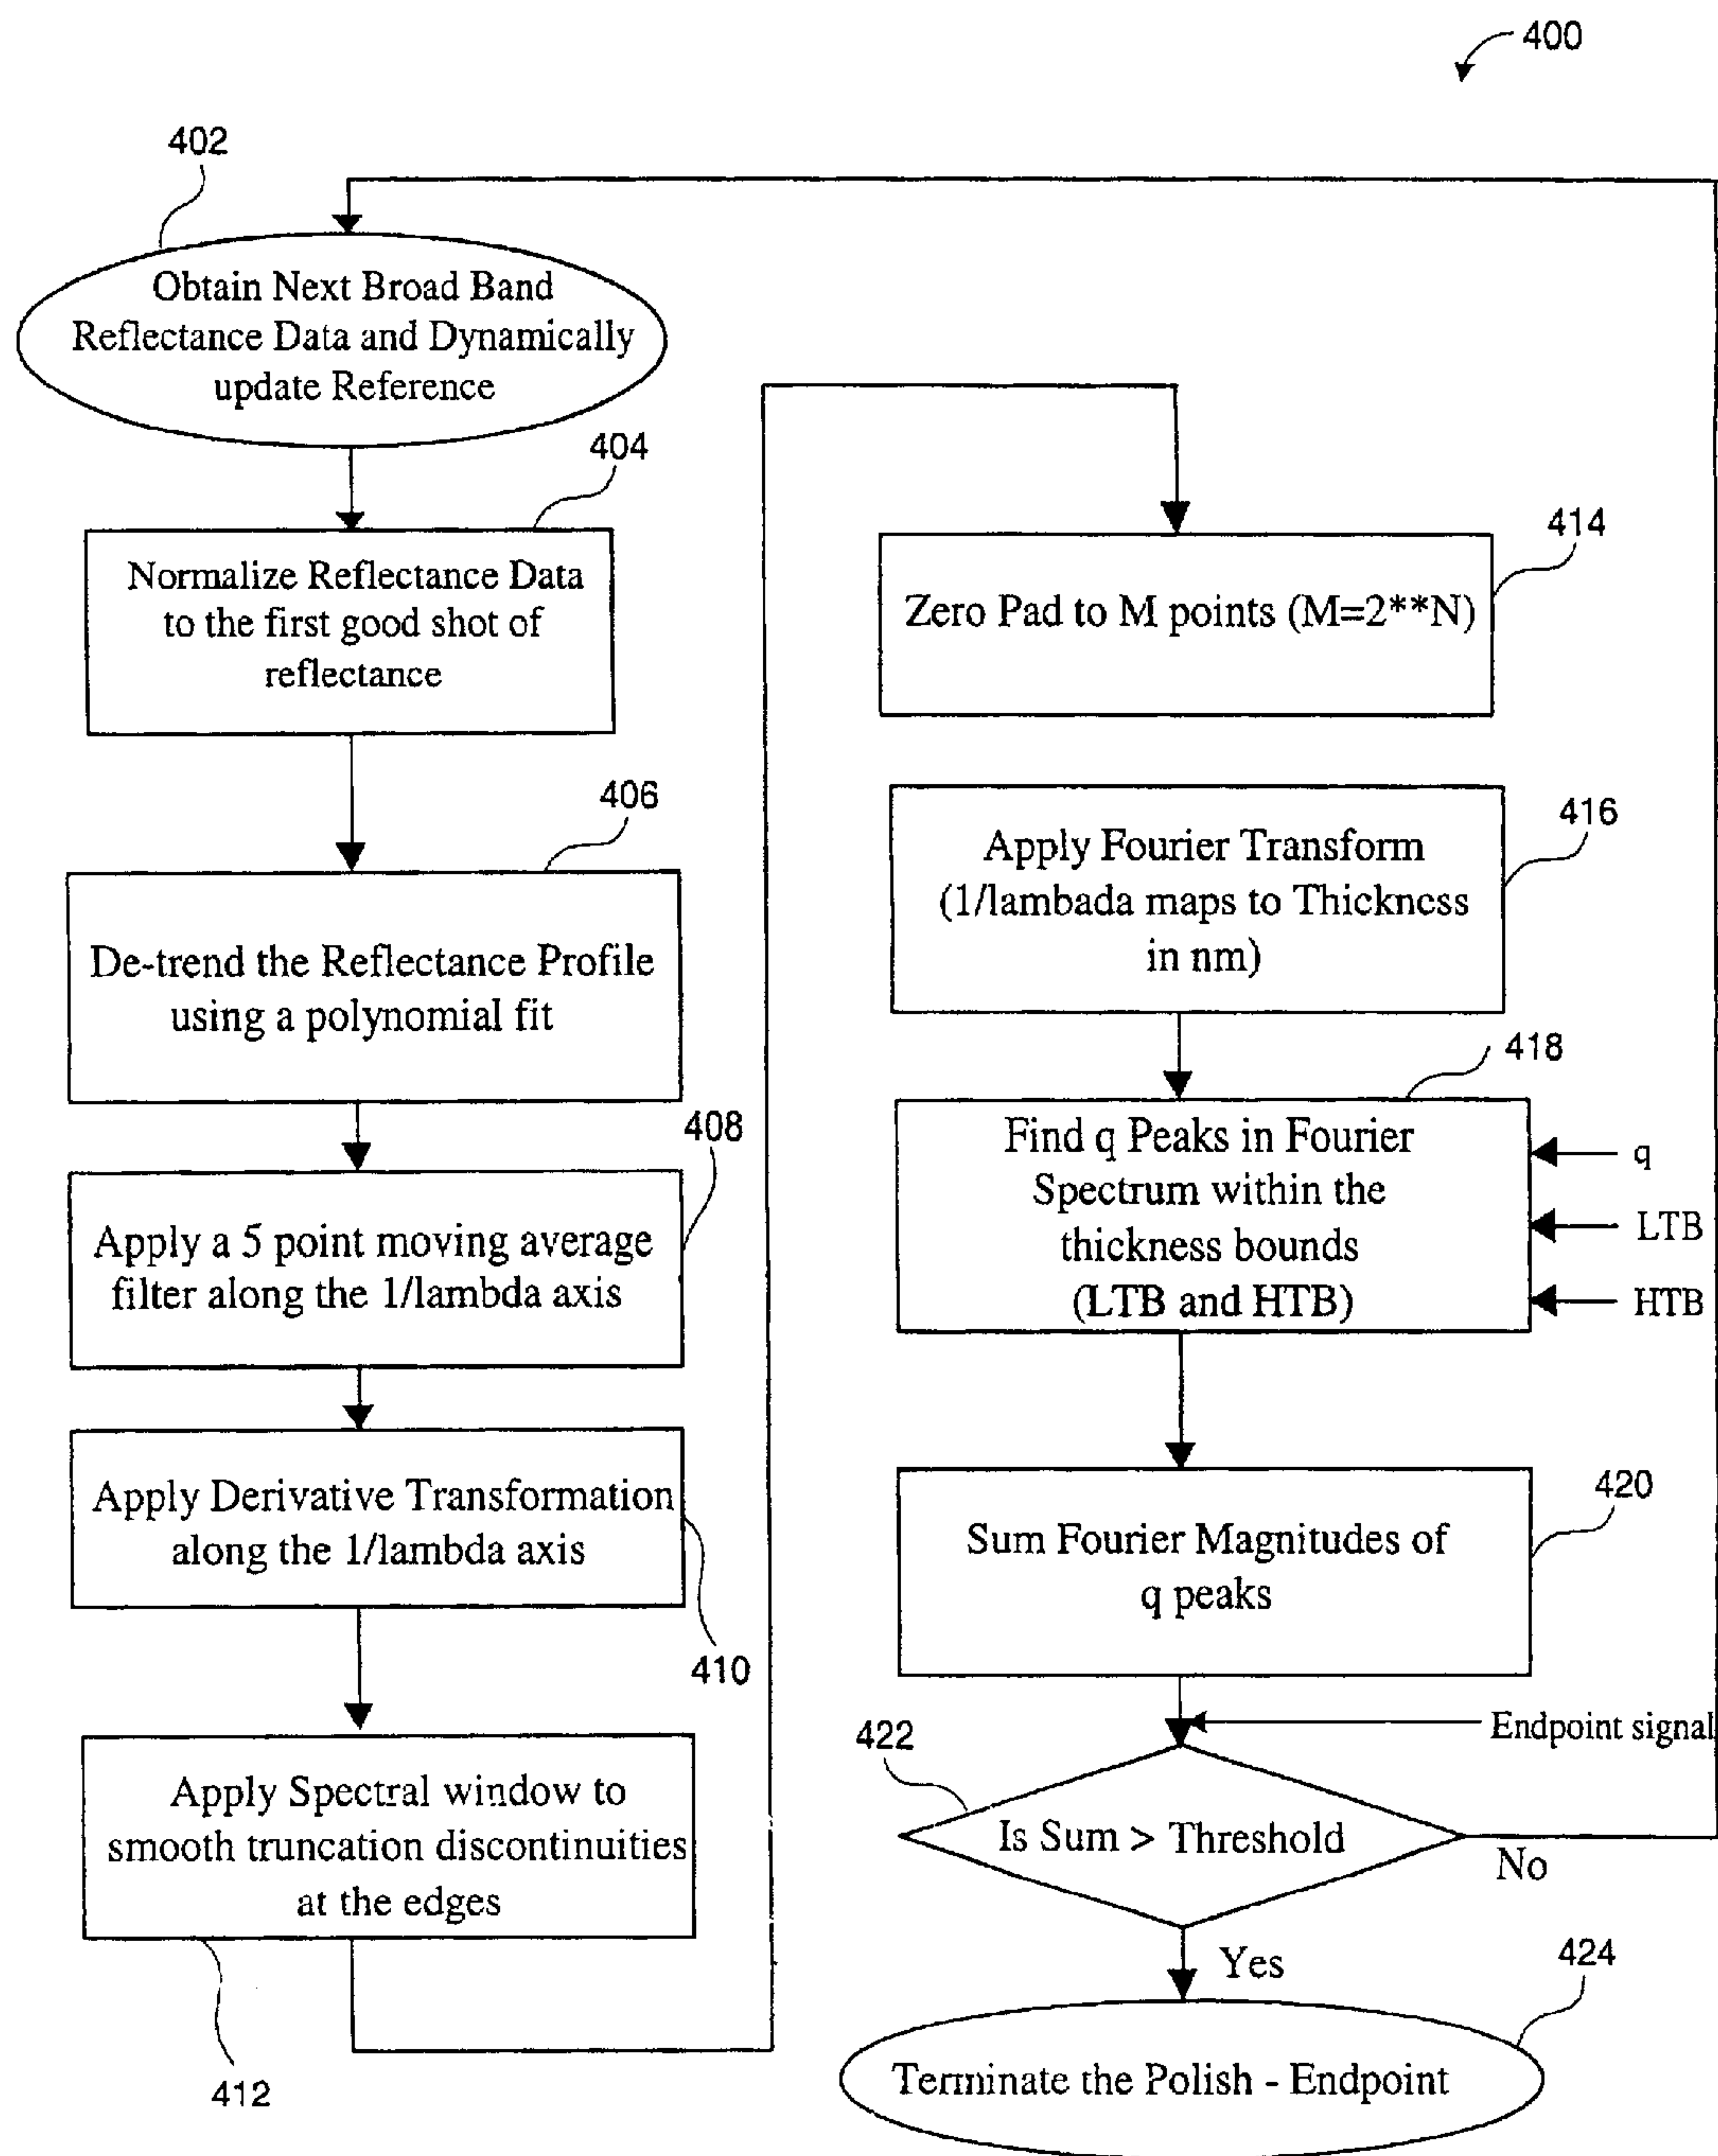 400
402
Obtain Next Broad Band
Reflectance Data and Dynamically
update Reference
404
Normalize Reflectance Data
to the first good shot of
reflectance
406
De-trend the Reflectance Profile
using a polynomial fit
408
Apply a 5 point moving average
filter along the 1/lambda axis
Apply Derivative Transformation
along the 1/lambda axis
410
Apply Spectral window to
smooth truncation discontinuities
at the edges
412
414
Zero Pad to M points (M=2**N)
416
Apply Fourier Transform
(1/lambada maps to Thickness
in nm)
418
Find q Peaks in Fourier
Spectrum within the
thickness bounds
(LTB and HTB)
q
LTB
HTB
420
Sum Fourier Magnitudes of
q peaks
Endpoint signal
422
Is Sum > Threshold
No
Yes
424
Terminate the Polish - Endpoint